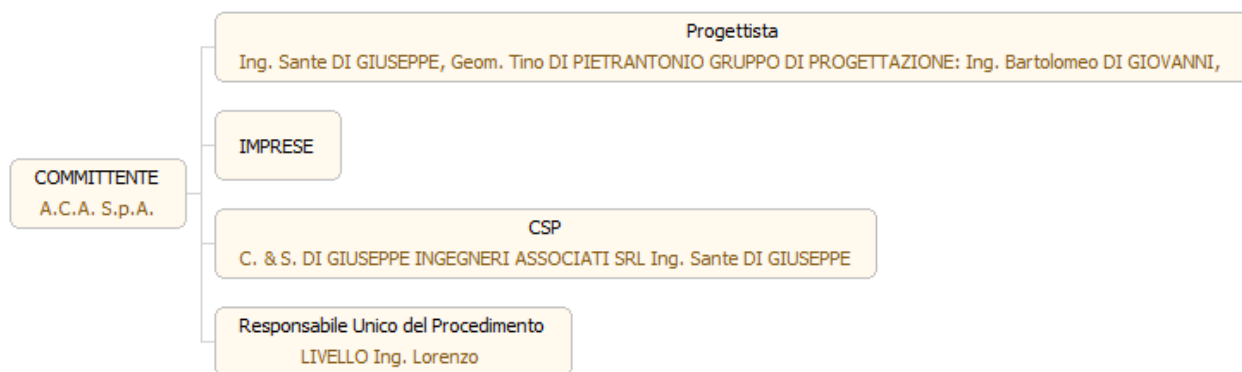 Progettista
Ing. Sante DI GIUSEPPE, Geom. Tino DI PIETRANTONIO GRUPPO DI PROGETTAZIONE: Ing. Bartolomeo DI GIOVANNI,
IMPRESE
COMMITTENTE
A.C.A. S.p.A.
CSP
C. & S. DI GIUSEPPE INGEGNERI ASSOCIATI SRL Ing. Sante DI GIUSEPPE
Responsabile Unico del Procedimento
LIVELLO Ing. Lorenzo